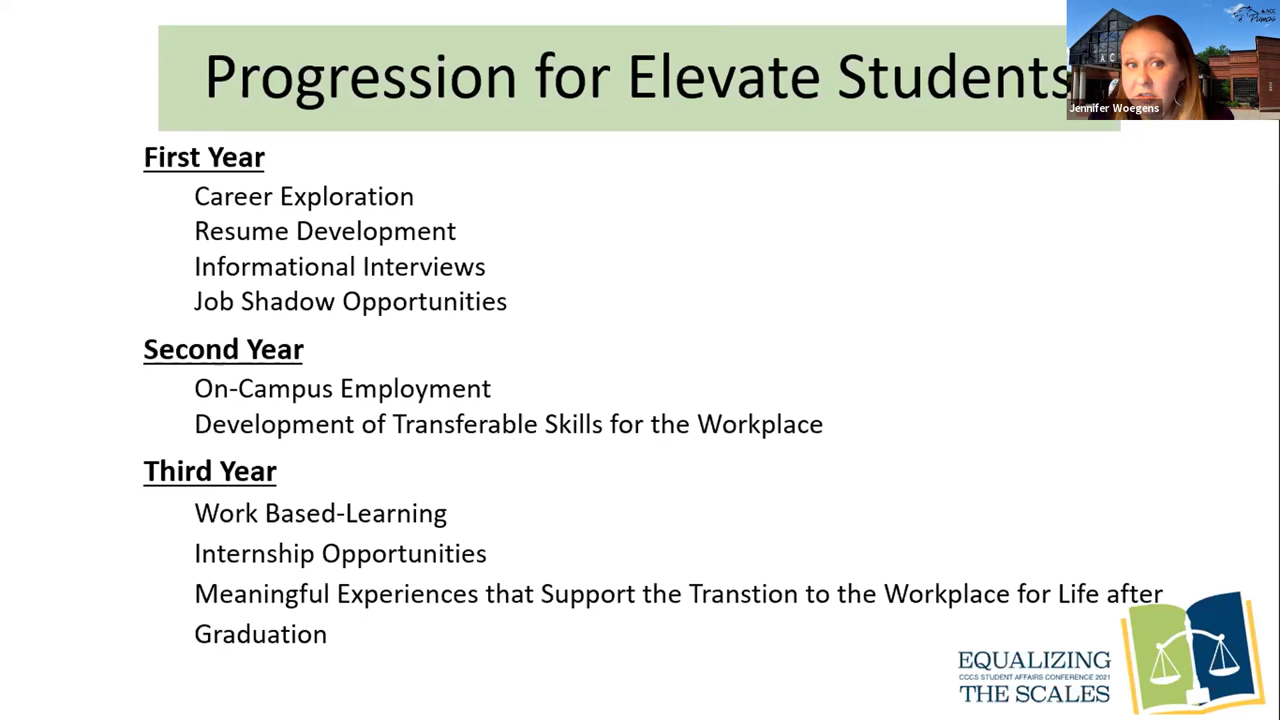 Progression for Elevate Students
ACC
Pumas
AC
Jennifer Woegens
First Year
Career Exploration
Resume Development
Informational Interviews
Job Shadow Opportunities
Second Year
On-Campus Employment
Development of Transferable Skills for the Workplace
Third Year
Work Based-Learning
Internship Opportunities
Meaningful Experiences that Support the Transtion to the Workplace for Life after
Graduation
EQUALIZING
CCCS STUDENT AFFAIRS CONFERENCE 2021
THE SCALES